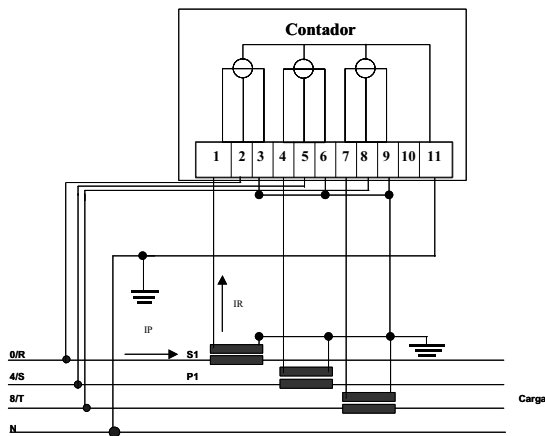 Contador
1 2 3 4 5 6 7 8 9 10 11
IR
IP
0/R S1
4/S P1
8/T Carga
N